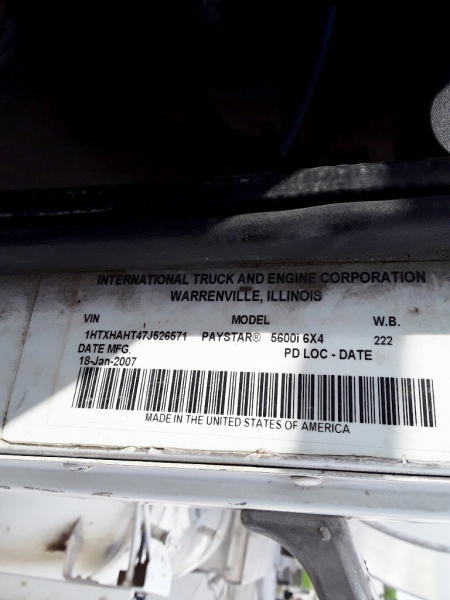 INTERNATIONAL TRUCK AND ENGINE CORPORATION
WARRENVILLE, ILLINOIS
VIN MODEL W.B.
1HTXHAHT47J526571 PAYSTAR® 5600i 6X4 222
DATE MFG. PD LOC - DATE
18-Jan-2007
MADE IN THE UNITED STATES OF AMERICA